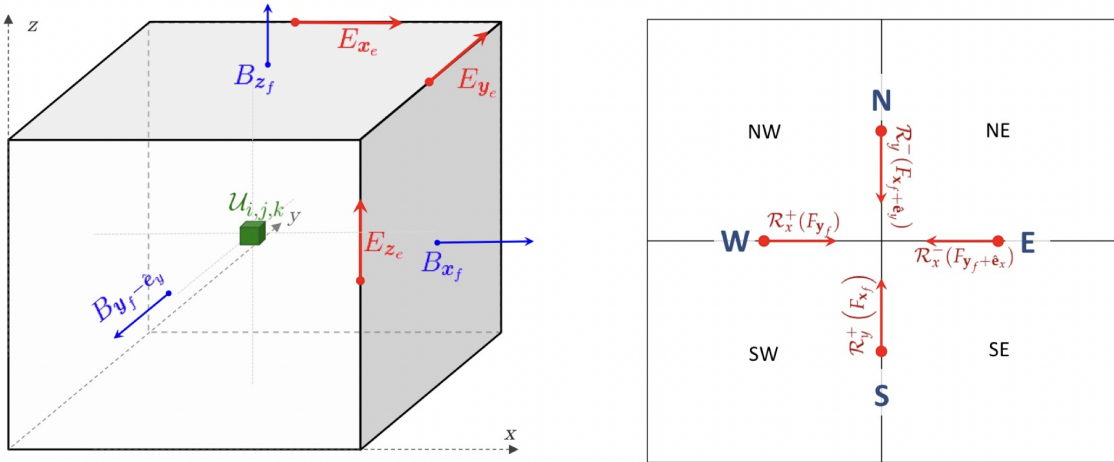 z
E_{x_e}
B_{z_f}
E_{y_e}
𝒰_{i,j,k}
y
E_{z_e}
B_{x_f}
B_{y_f-ê_y}
x
N
NW
NE
ℛ_y^-(F_{x_f+ê_y})
W
ℛ_x^+(F_{y_f})
ℛ_x^-(F_{y_f+ê_x})
E
ℛ_y^+(F_{x_f})
SW
SE
S